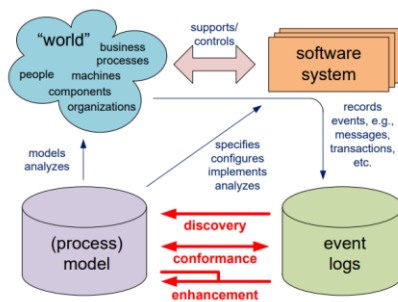 “world”
business
processes
people
machines
components
organizations
supports/
controls
software
system
records
events, e.g.,
messages,
transactions,
etc.
models
analyzes
specifies
configures
implements
analyzes
(process)
model
discovery
conformance
enhancement
event
logs